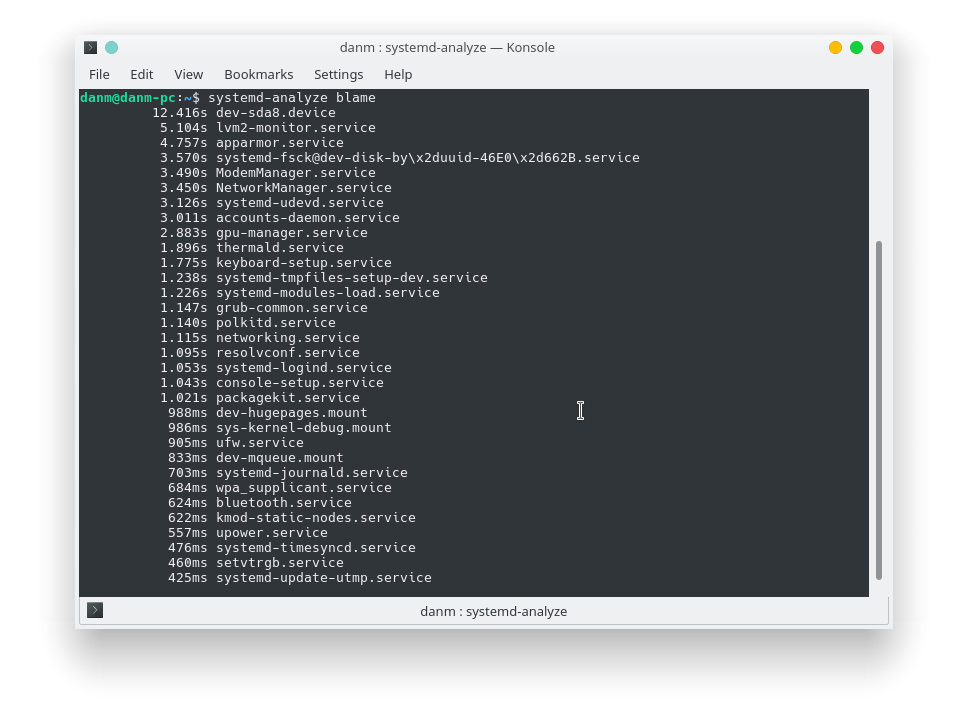 danm : systemd-analyze — Konsole
File Edit View Bookmarks Settings Help
danm@danm-pc:~$ systemd-analyze blame
12.416s dev-sda8.device
5.104s lvm2-monitor.service
4.757s apparmor.service
3.570s systemd-fsck@dev-disk-by\x2duuid-46E0\x2d662B.service
3.490s ModemManager.service
3.450s NetworkManager.service
3.126s systemd-udevd.service
3.011s accounts-daemon.service
2.883s gpu-manager.service
1.896s thermald.service
1.775s keyboard-setup.service
1.238s systemd-tmpfiles-setup-dev.service
1.226s systemd-modules-load.service
1.147s grub-common.service
1.140s polkitd.service
1.115s networking.service
1.095s resolvconf.service
1.053s systemd-logind.service
1.043s console-setup.service
1.021s packagekit.service
988ms dev-hugepages.mount
986ms sys-kernel-debug.mount
905ms ufw.service
833ms dev-mqueue.mount
703ms systemd-journald.service
684ms wpa_supplicant.service
624ms bluetooth.service
622ms kmod-static-nodes.service
557ms upower.service
476ms systemd-timesyncd.service
460ms setvtrgb.service
425ms systemd-update-utmp.service
danm : systemd-analyze